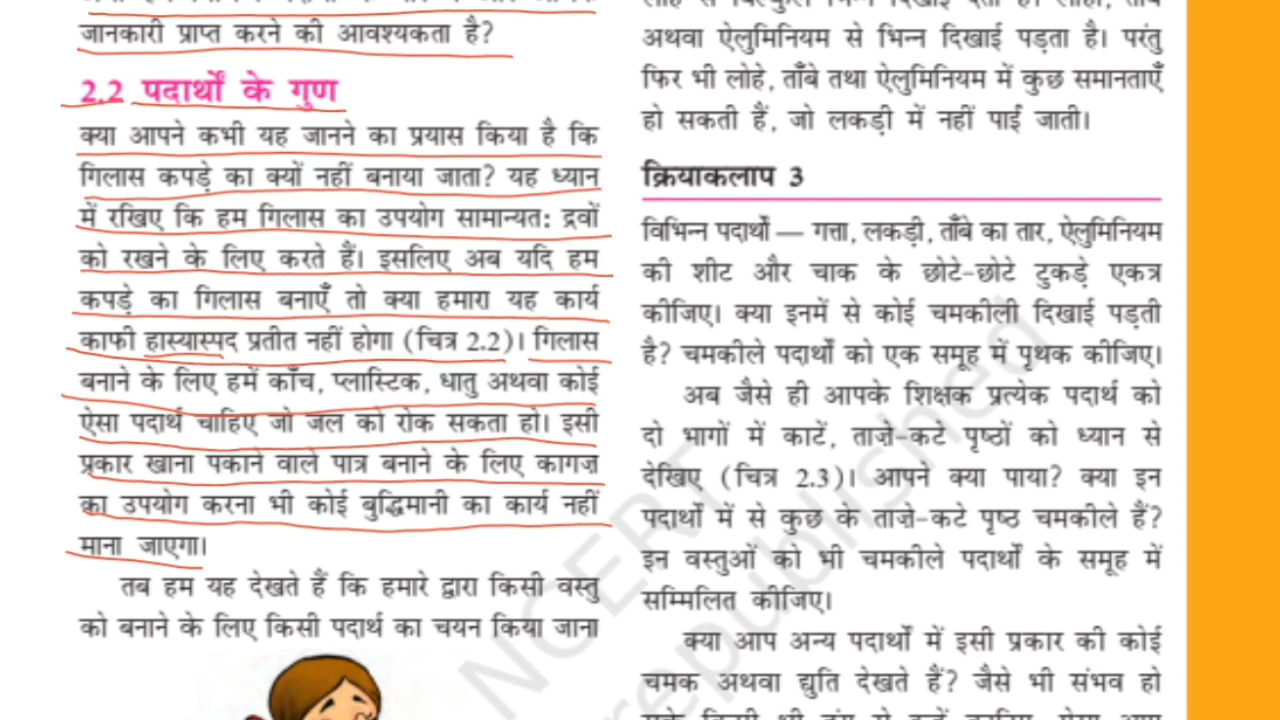 जानकारी प्राप्त करने की आवश्यकता है?
2.2 पदार्थों के गुण
क्या आपने कभी यह जानने का प्रयास किया है कि
गिलास कपड़े का क्यों नहीं बनाया जाता? यह ध्यान
में रखिए कि हम गिलास का उपयोग सामान्यत: द्रवों
को रखने के लिए करते हैं। इसलिए अब यदि हम
कपड़े का गिलास बनाएँ तो क्या हमारा यह कार्य
काफी हास्यास्पद प्रतीत नहीं होगा (चित्र 2.2)। गिलास
बनाने के लिए हमें काँच, प्लास्टिक, धातु अथवा कोई
ऐसा पदार्थ चाहिए जो जल को रोक सकता हो। इसी
प्रकार खाना पकाने वाले पात्र बनाने के लिए कागज़
का उपयोग करना भी कोई बुद्धिमानी का कार्य नहीं
माना जाएगा।
तब हम यह देखते हैं कि हमारे द्वारा किसी वस्तु
को बनाने के लिए किसी पदार्थ का चयन किया जाना
अथवा ऐलुमिनियम से भिन्न दिखाई पड़ता है। परंतु
फिर भी लोहे, ताँबे तथा ऐलुमिनियम में कुछ समानताएँ
हो सकती हैं, जो लकड़ी में नहीं पाई जाती।
क्रियाकलाप 3
विभिन्न पदार्थों — गत्ता, लकड़ी, ताँबे का तार, ऐलुमिनियम
की शीट और चाक के छोटे-छोटे टुकड़े एकत्र
कीजिए। क्या इनमें से कोई चमकीली दिखाई पड़ती
है? चमकीले पदार्थों को एक समूह में पृथक कीजिए।
अब जैसे ही आपके शिक्षक प्रत्येक पदार्थ को
दो भागों में काटें, ताज़े-कटे पृष्ठों को ध्यान से
देखिए (चित्र 2.3)। आपने क्या पाया? क्या इन
पदार्थों में से कुछ के ताज़े-कटे पृष्ठ चमकीले हैं?
इन वस्तुओं को भी चमकीले पदार्थों के समूह में
सम्मिलित कीजिए।
क्या आप अन्य पदार्थों में इसी प्रकार की कोई
चमक अथवा द्युति देखते हैं? जैसे भी संभव हो
NCERT
republished